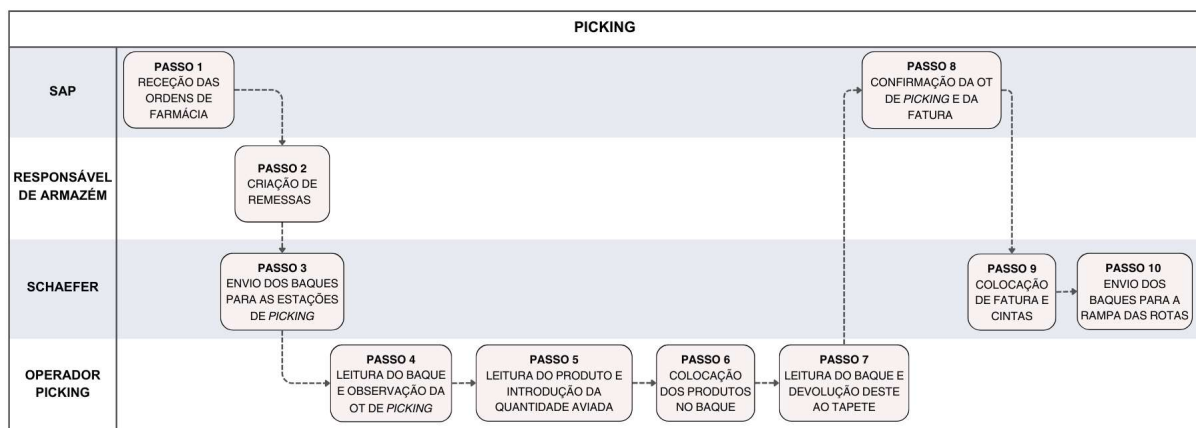 PICKING
SAP
PASSO 1
RECEÇÃO DAS
ORDENS DE
FARMÁCIA
PASSO 8
CONFIRMAÇÃO DA OT
DE PICKING E DA
FATURA
RESPONSÁVEL
DE ARMAZÉM
PASSO 2
CRIAÇÃO DE
REMESSAS
SCHAEFER
PASSO 3
ENVIO DOS BAQUES
PARA AS ESTAÇÕES
DE PICKING
PASSO 9
COLOCAÇÃO
DE FATURA E
CINTAS
PASSO 10
ENVIO DOS
BAQUES PARA A
RAMPA DAS ROTAS
OPERADOR
PICKING
PASSO 4
LEITURA DO BAQUE
E OBSERVAÇÃO DA
OT DE PICKING
PASSO 5
LEITURA DO PRODUTO E
INTRODUÇÃO DA
QUANTIDADE AVIADA
PASSO 6
COLOCAÇÃO
DOS PRODUTOS
NO BAQUE
PASSO 7
LEITURA DO BAQUE E
DEVOLUÇÃO DESTE
AO TAPETE